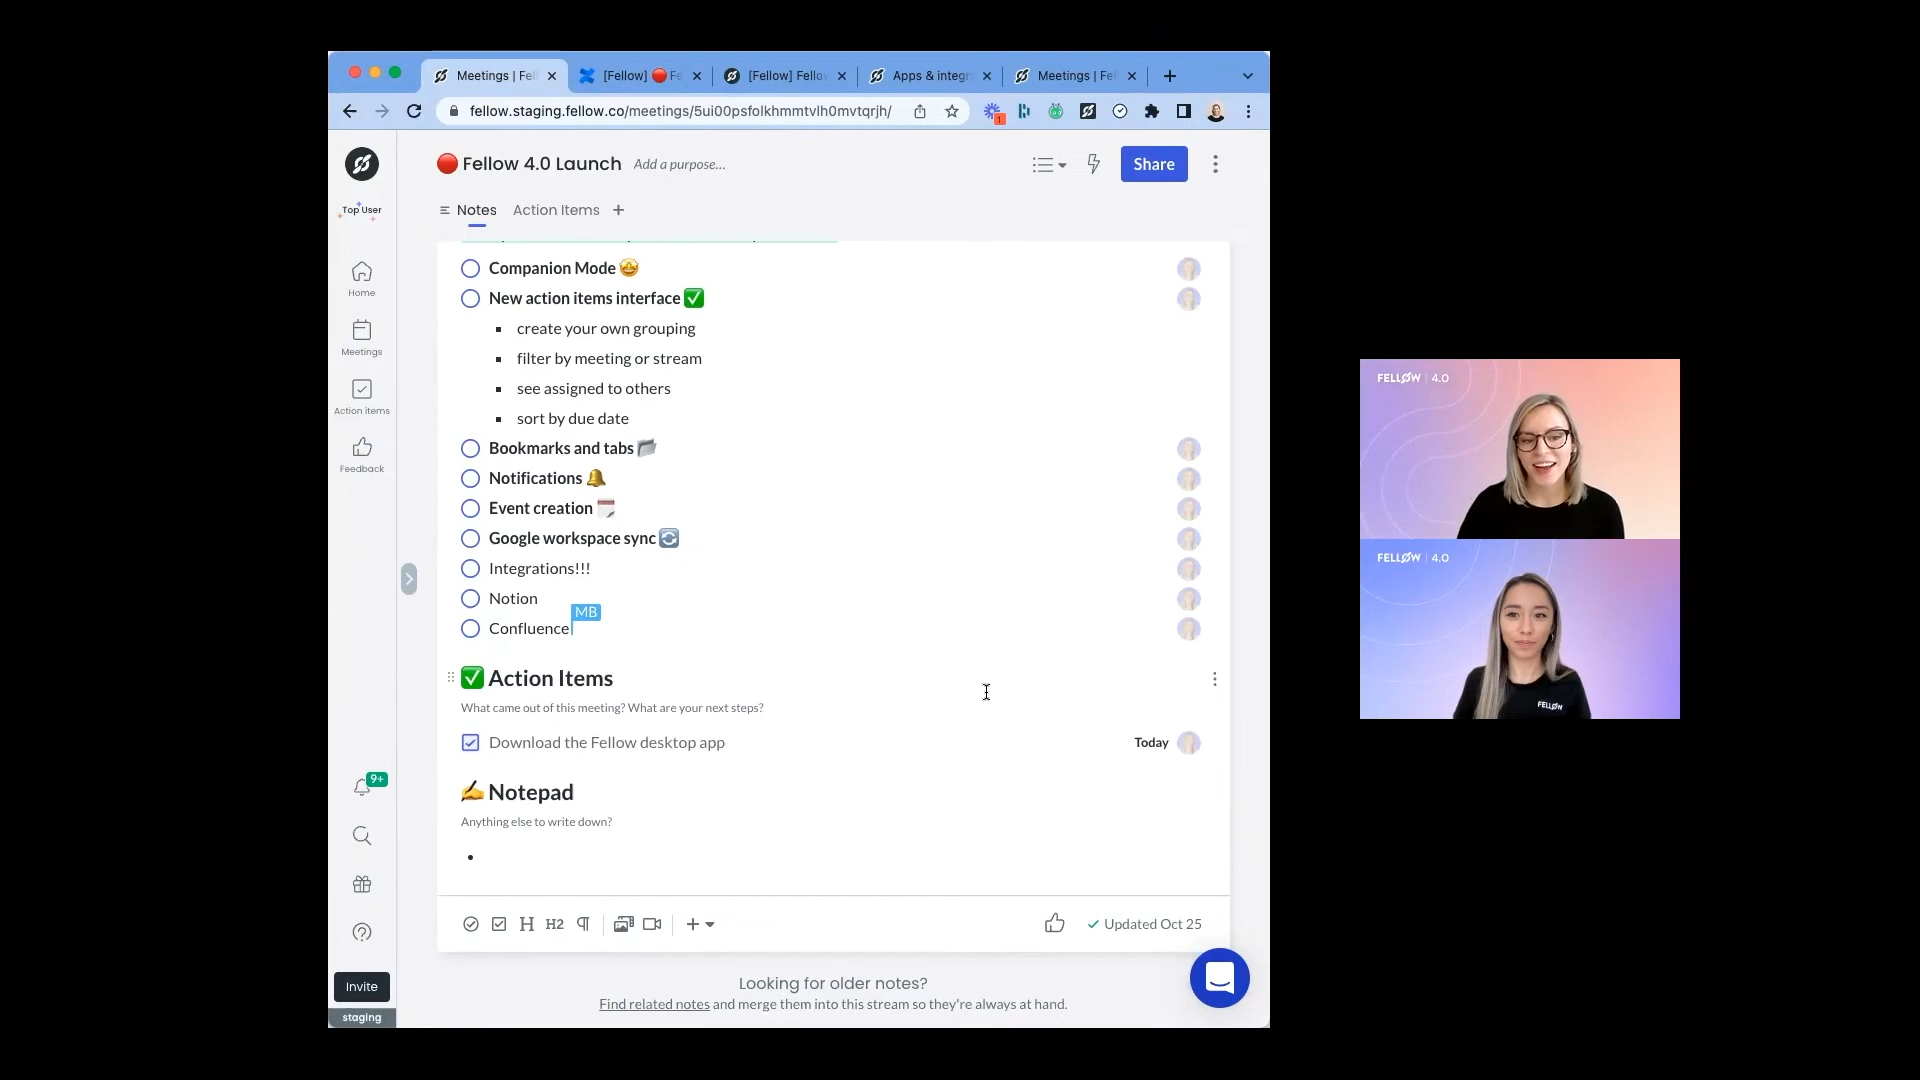 Meetings | Fel
[Fellow] 🔴 Fe
[Fellow] Fello
Apps & integr
Meetings | Fel
fellow.staging.fellow.co/meetings/5ui00psfolkhmmtvlh0mvtqrjh/
1
🔴 Fellow 4.0 Launch Add a purpose...
Share
Top User
Notes
Action Items
Home
Meetings
Action items
Feedback
9+
Invite
staging
Companion Mode 🤩
New action items interface ✅
create your own grouping
filter by meeting or stream
see assigned to others
sort by due date
Bookmarks and tabs 📁
Notifications 🔔
Event creation 🗓
Google workspace sync 🔄
Integrations!!!
Notion
MB
Confluence
✅ Action Items
What came out of this meeting? What are your next steps?
Download the Fellow desktop app
Today
✍️ Notepad
Anything else to write down?
H H2
Updated Oct 25
Looking for older notes?
Find related notes and merge them into this stream so they're always at hand.
FELLOW | 4.0
FELLOW | 4.0
FELLOW